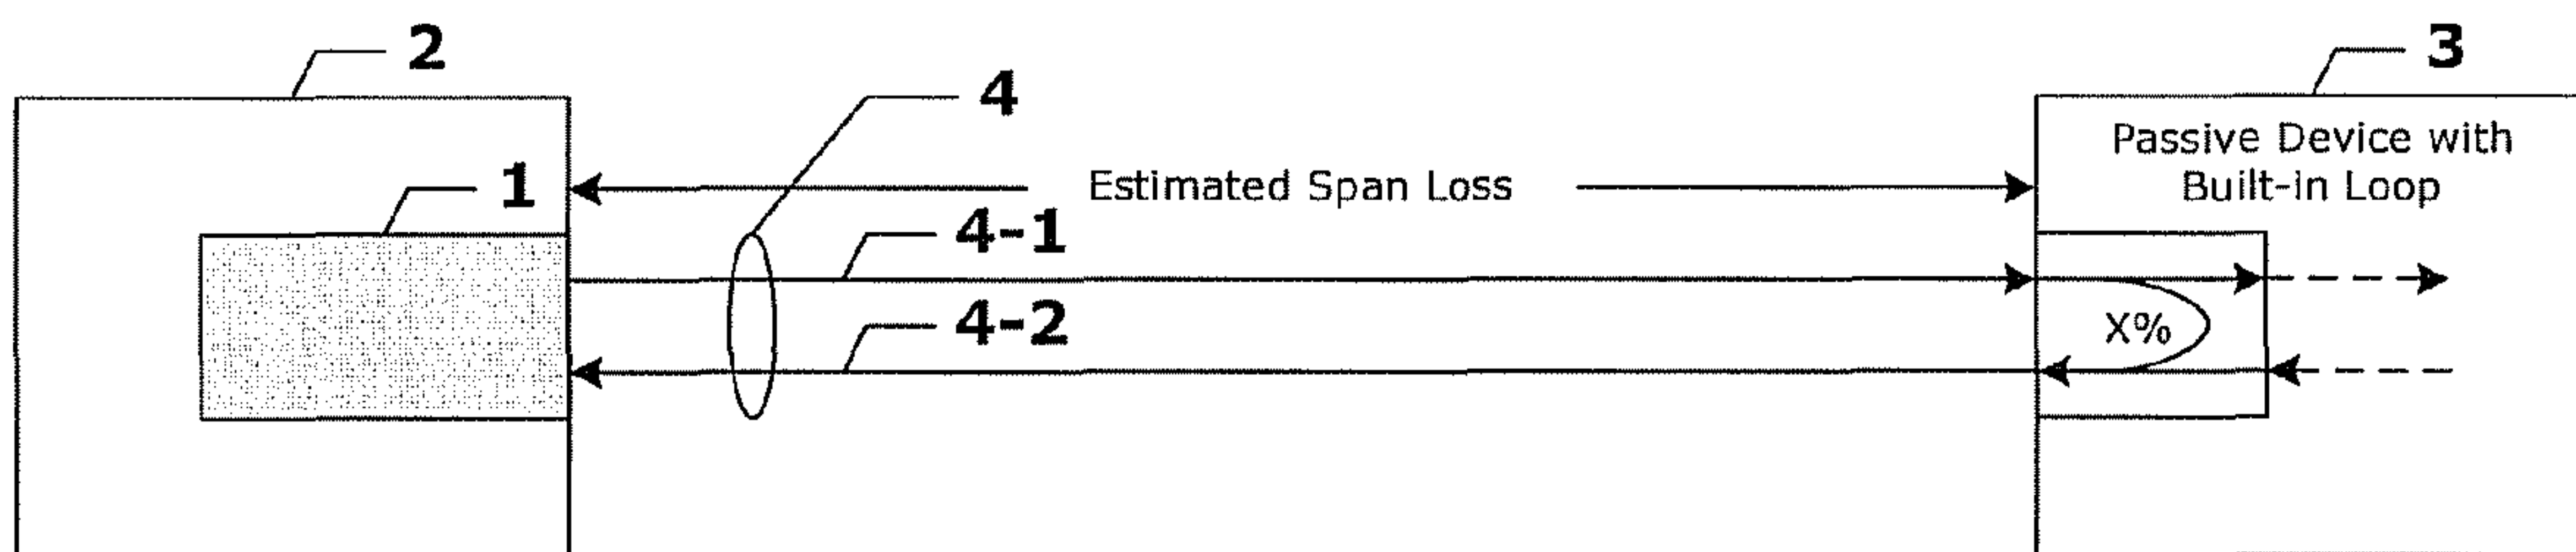 2
3
4
Passive Device with
Built-In Loop
1
Estimated Span Loss
4-1
4-2
X%